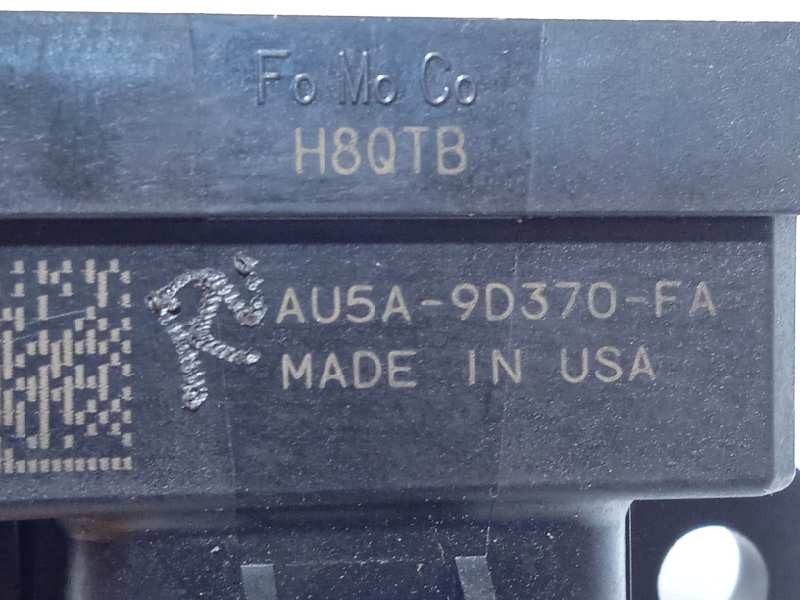 Fo Mo Co
H8QTB
AU5A-9D370-FA
MADE IN USA